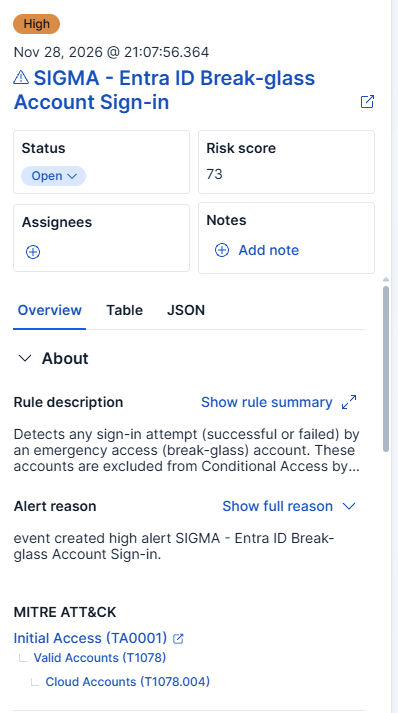 High
Nov 28, 2026 @ 21:07:56.364
SIGMA - Entra ID Break-glass
Account Sign-in
Status
Open
Risk score
73
Assignees
Notes
Add note
Overview Table JSON
About
Rule description Show rule summary
Detects any sign-in attempt (successful or failed) by
an emergency access (break-glass) account. These
accounts are excluded from Conditional Access by...
Alert reason Show full reason
event created high alert SIGMA - Entra ID Break-
glass Account Sign-in.
MITRE ATT&CK
Initial Access (TA0001)
Valid Accounts (T1078)
Cloud Accounts (T1078.004)